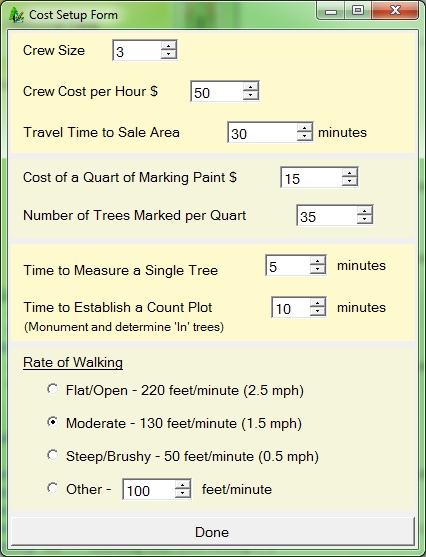 Cost Setup Form
Crew Size 3
Crew Cost per Hour $ 50
Travel Time to Sale Area 30 minutes
Cost of a Quart of Marking Paint $ 15
Number of Trees Marked per Quart 35
Time to Measure a Single Tree 5 minutes
Time to Establish a Count Plot 10 minutes
(Monument and determine 'In' trees)
Rate of Walking
Flat/Open - 220 feet/minute (2.5 mph)
Moderate - 130 feet/minute (1.5 mph)
Steep/Brushy - 50 feet/minute (0.5 mph)
Other - 100 feet/minute
Done